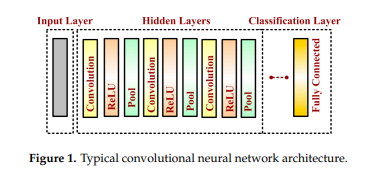 Input Layer Hidden Layers Classification Layer
Convolution
ReLU
Pool
Convolution
ReLU
Pool
Convolution
ReLU
Pool
Fully Connected
Figure 1. Typical convolutional neural network architecture.